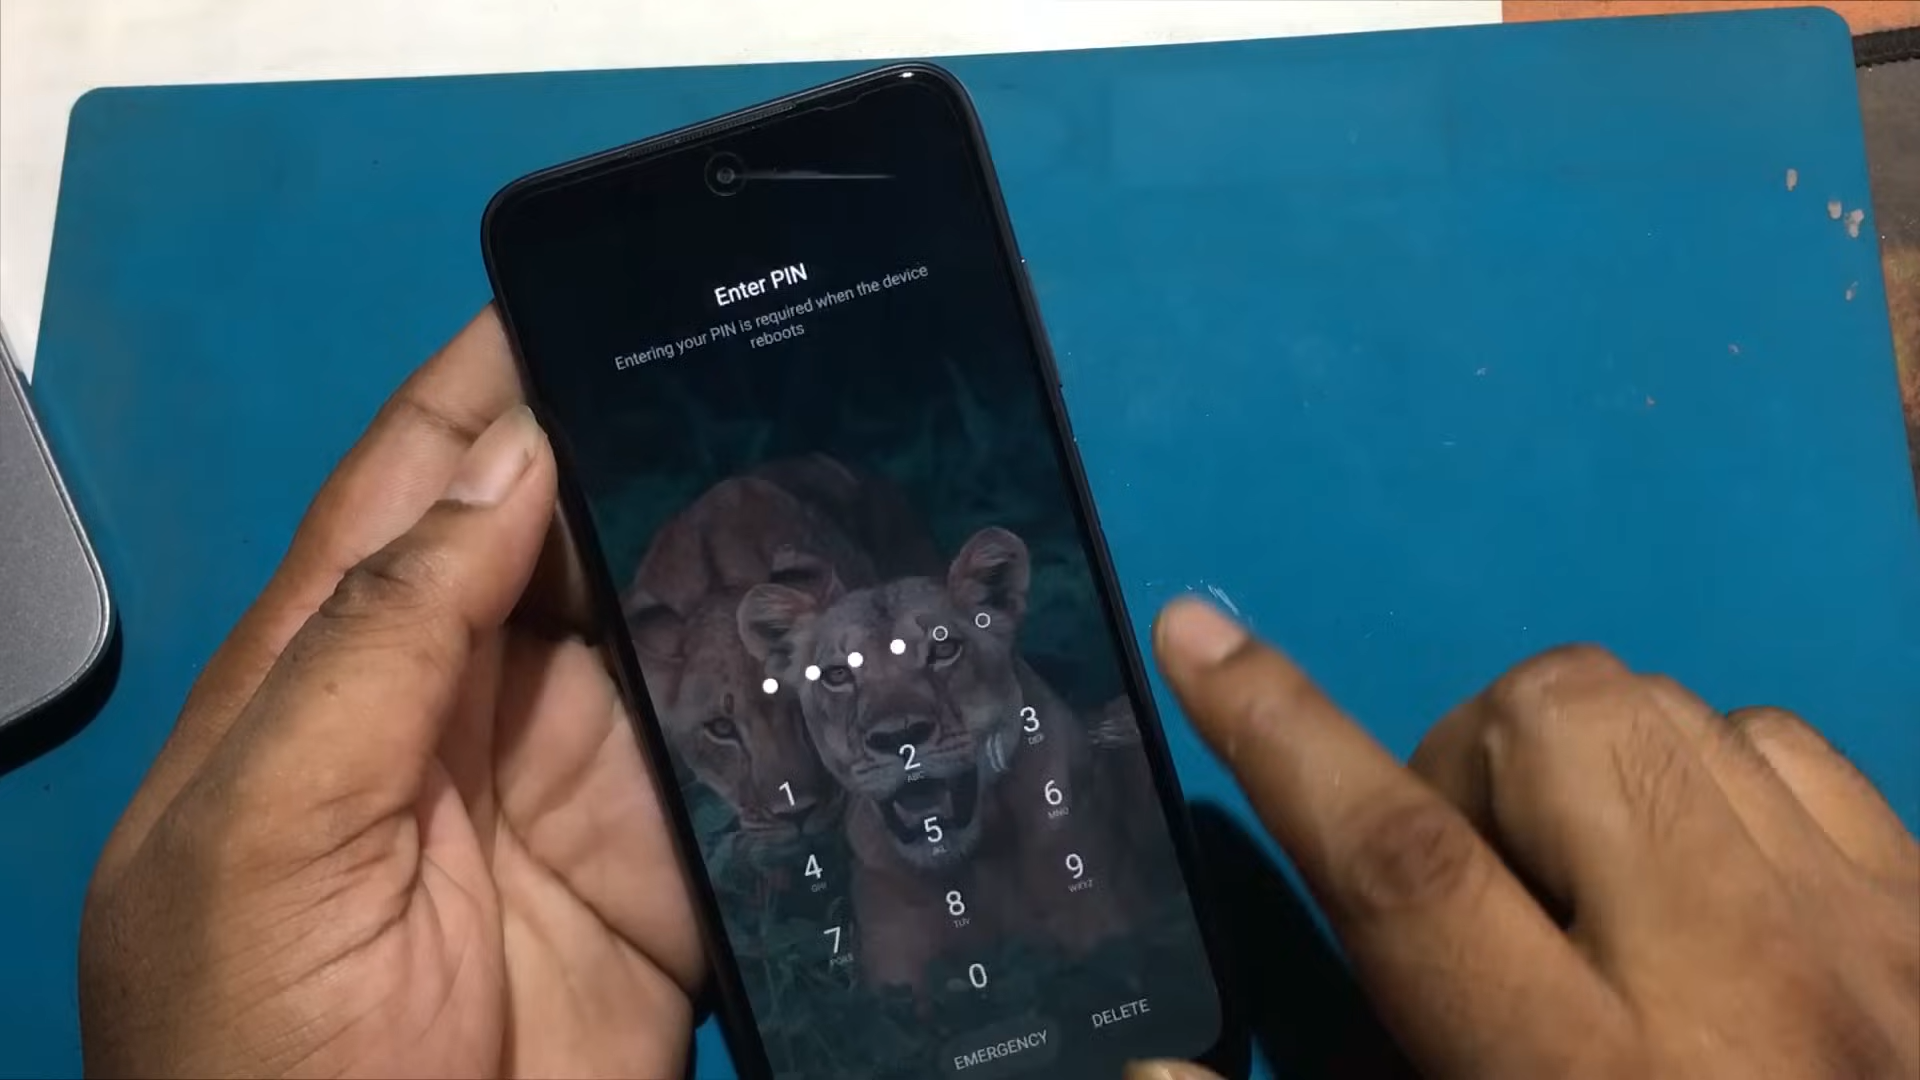 Enter PIN
Entering your PIN is required when the device
reboots
1
2
ABC
3
DEF
4
GHI
5
JKL
6
MNO
7
PQRS
8
TUV
9
WXYZ
0
EMERGENCY
DELETE